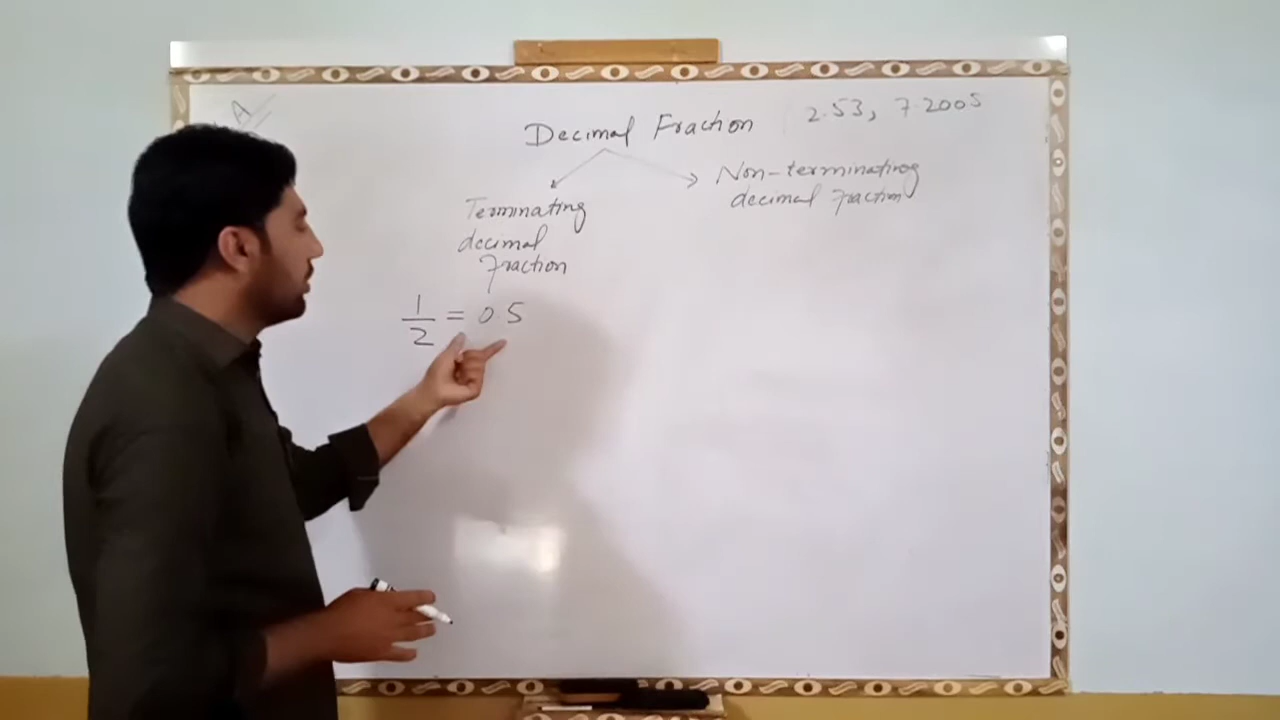 A
Decimal Fraction
2.53, 7.2005
Terminating
decimal
Fraction
Non-terminating
decimal Fraction
1/2 = 0.5